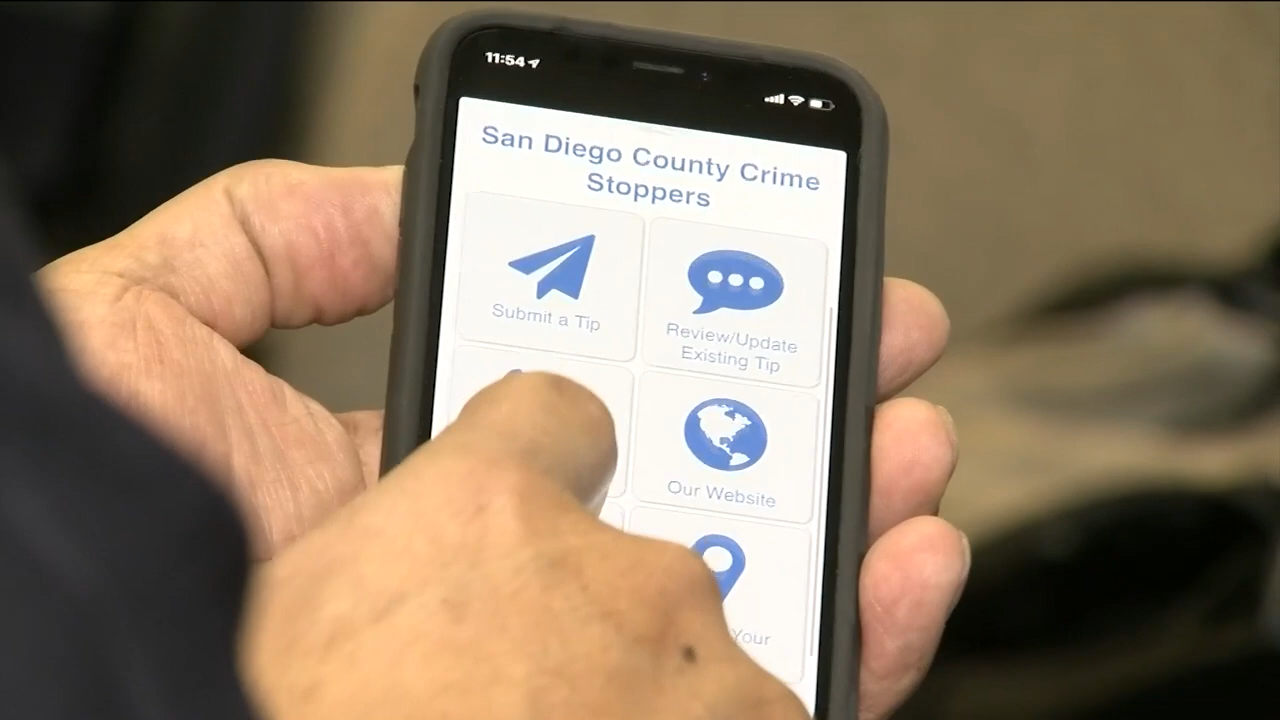 11:54
San Diego County Crime
Stoppers
Submit a Tip
Review/Update
Existing Tip
Our Website
Your